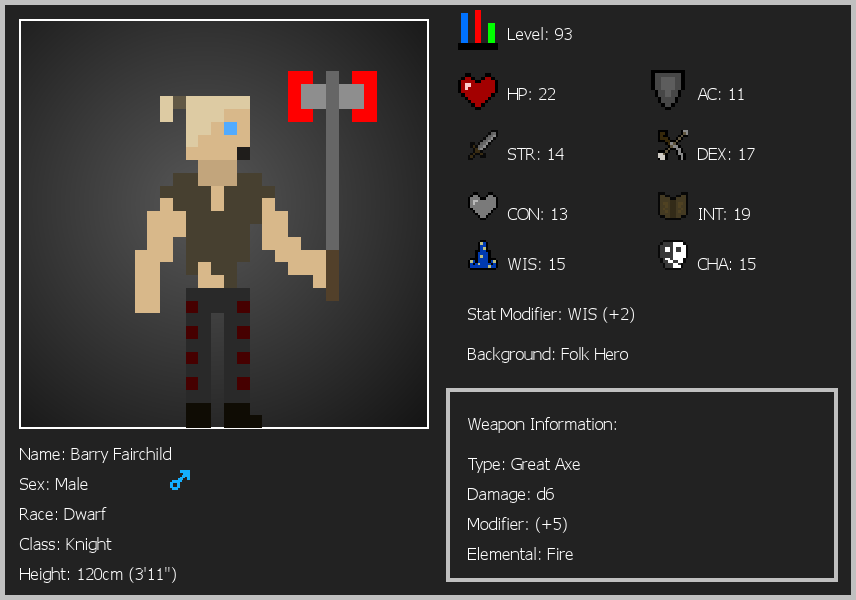 Level: 93
HP: 22
AC: 11
STR: 14
DEX: 17
CON: 13
INT: 19
WIS: 15
CHA: 15
Stat Modifier: WIS (+2)
Background: Folk Hero
Weapon Information:
Type: Great Axe
Damage: d6
Modifier: (+5)
Elemental: Fire
Name: Barry Fairchild
Sex: Male
Race: Dwarf
Class: Knight
Height: 120cm (3'11")